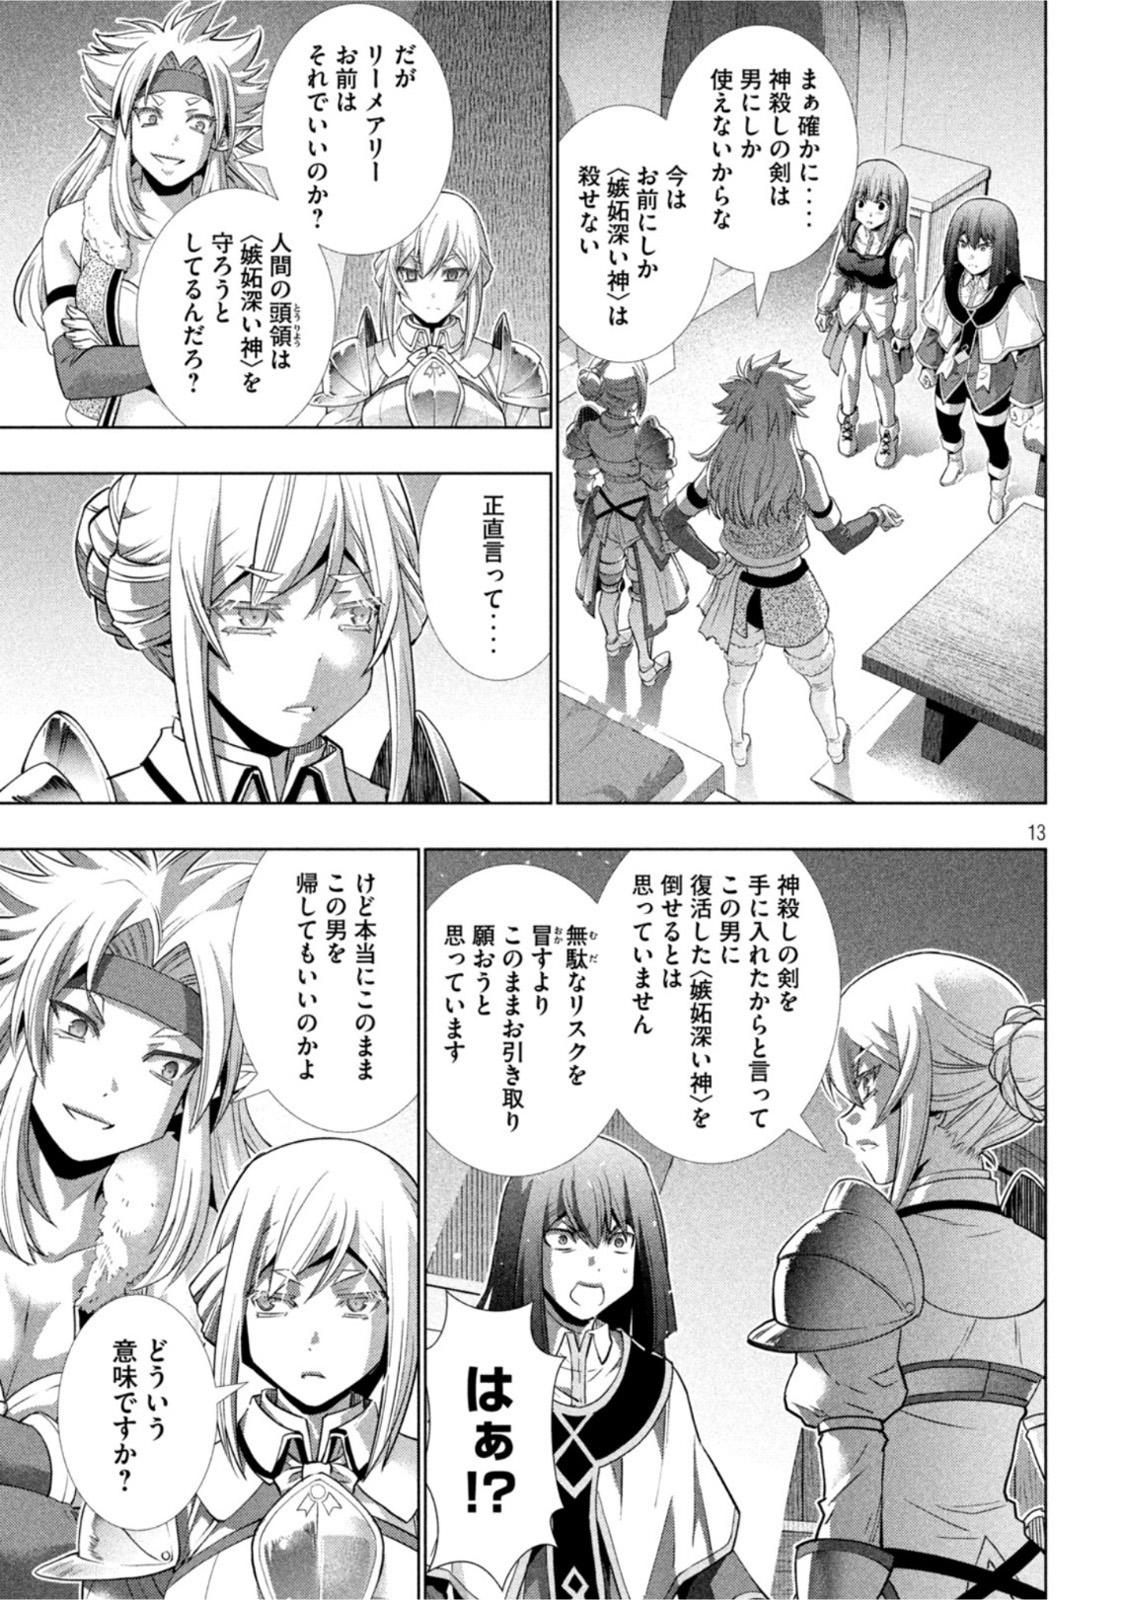 まぁ確かに‥‥
神殺しの剣は
男にしか
使えないからな
今は
お前にしか
〈嫉妬深い神〉は
殺せない
だが
リーメアリー
お前は
それでいいのか？
人間の頭領は
とうりょう
〈嫉妬深い神〉を
守ろうと
してるんだろ？
正直言って‥‥
13
神殺しの剣を
手に入れたからと言って
この男に
復活した〈嫉妬深い神〉を
倒せるとは
思っていません
無駄なリスクを
むだ
冒すより
おか
このままお引き取り
願おうと
思っています
はぁ!?
けど本当にこのまま
この男を
帰してもいいのかよ
どういう
意味ですか？